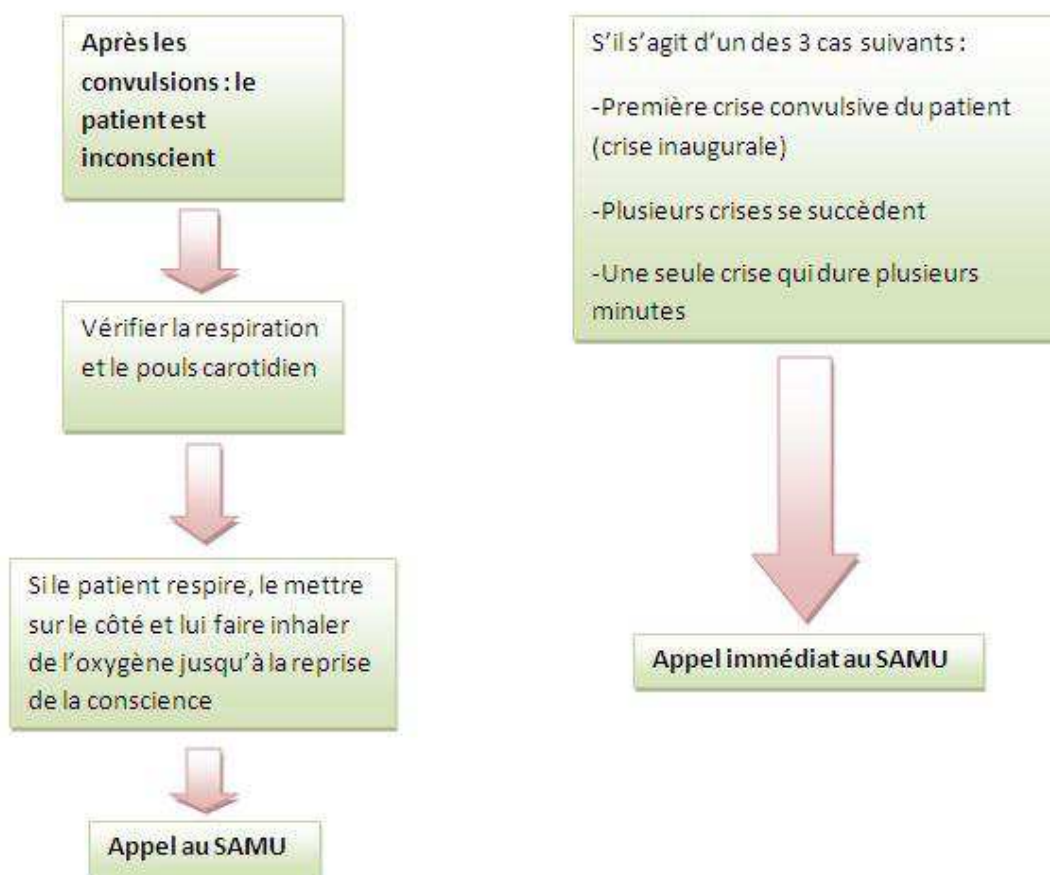 Après les
convulsions : le
patient est
inconscient
Vérifier la respiration
et le pouls carotidien
Si le patient respire, le mettre
sur le côté et lui faire inhaler
de l'oxygène jusqu'à la reprise
de la conscience
Appel au SAMU
S'il s'agit d'un des 3 cas suivants :
-Première crise convulsive du patient
(crise inaugurale)
-Plusieurs crises se succèdent
-Une seule crise qui dure plusieurs
minutes
Appel immédiat au SAMU